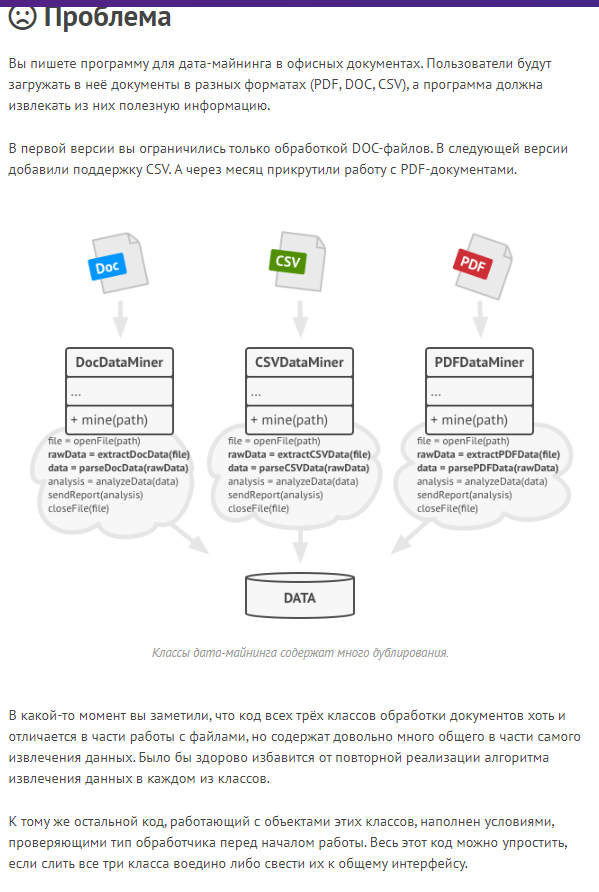 Проблема
Вы пишете программу для дата-майнинга в офисных документах. Пользователи будут
загружать в неё документы в разных форматах (PDF, DOC, CSV), а программа должна
извлекать из них полезную информацию.
В первой версии вы ограничились только обработкой DOC-файлов. В следующей версии
добавили поддержку CSV. А через месяц прикрутили работу с PDF-документами.
Doc
CSV
PDF
DocDataMiner
...
+ mine(path)
file = openFile(path)
rawData = extractDocData(file)
data = parseDocData(rawData)
analysis = analyzeData(data)
sendReport(analysis)
closeFile(file)
CSVDataMiner
...
+ mine(path)
file = openFile(path)
rawData = extractCSVData(file)
data = parseCSVData(rawData)
analysis = analyzeData(data)
sendReport(analysis)
closeFile(file)
PDFDataMiner
...
+ mine(path)
file = openFile(path)
rawData = extractPDFData(file)
data = parsePDFData(rawData)
analysis = analyzeData(data)
sendReport(analysis)
closeFile(file)
DATA
Классы дата-майнинга содержат много дублирования.
В какой-то момент вы заметили, что код всех трёх классов обработки документов хоть и
отличается в части работы с файлами, но содержат довольно много общего в части самого
извлечения данных. Было бы здорово избавится от повторной реализации алгоритма
извлечения данных в каждом из классов.
К тому же остальной код, работающий с объектами этих классов, наполнен условиями,
проверяющими тип обработчика перед началом работы. Весь этот код можно упростить,
если слить все три класса воедино либо свести их к общему интерфейсу.